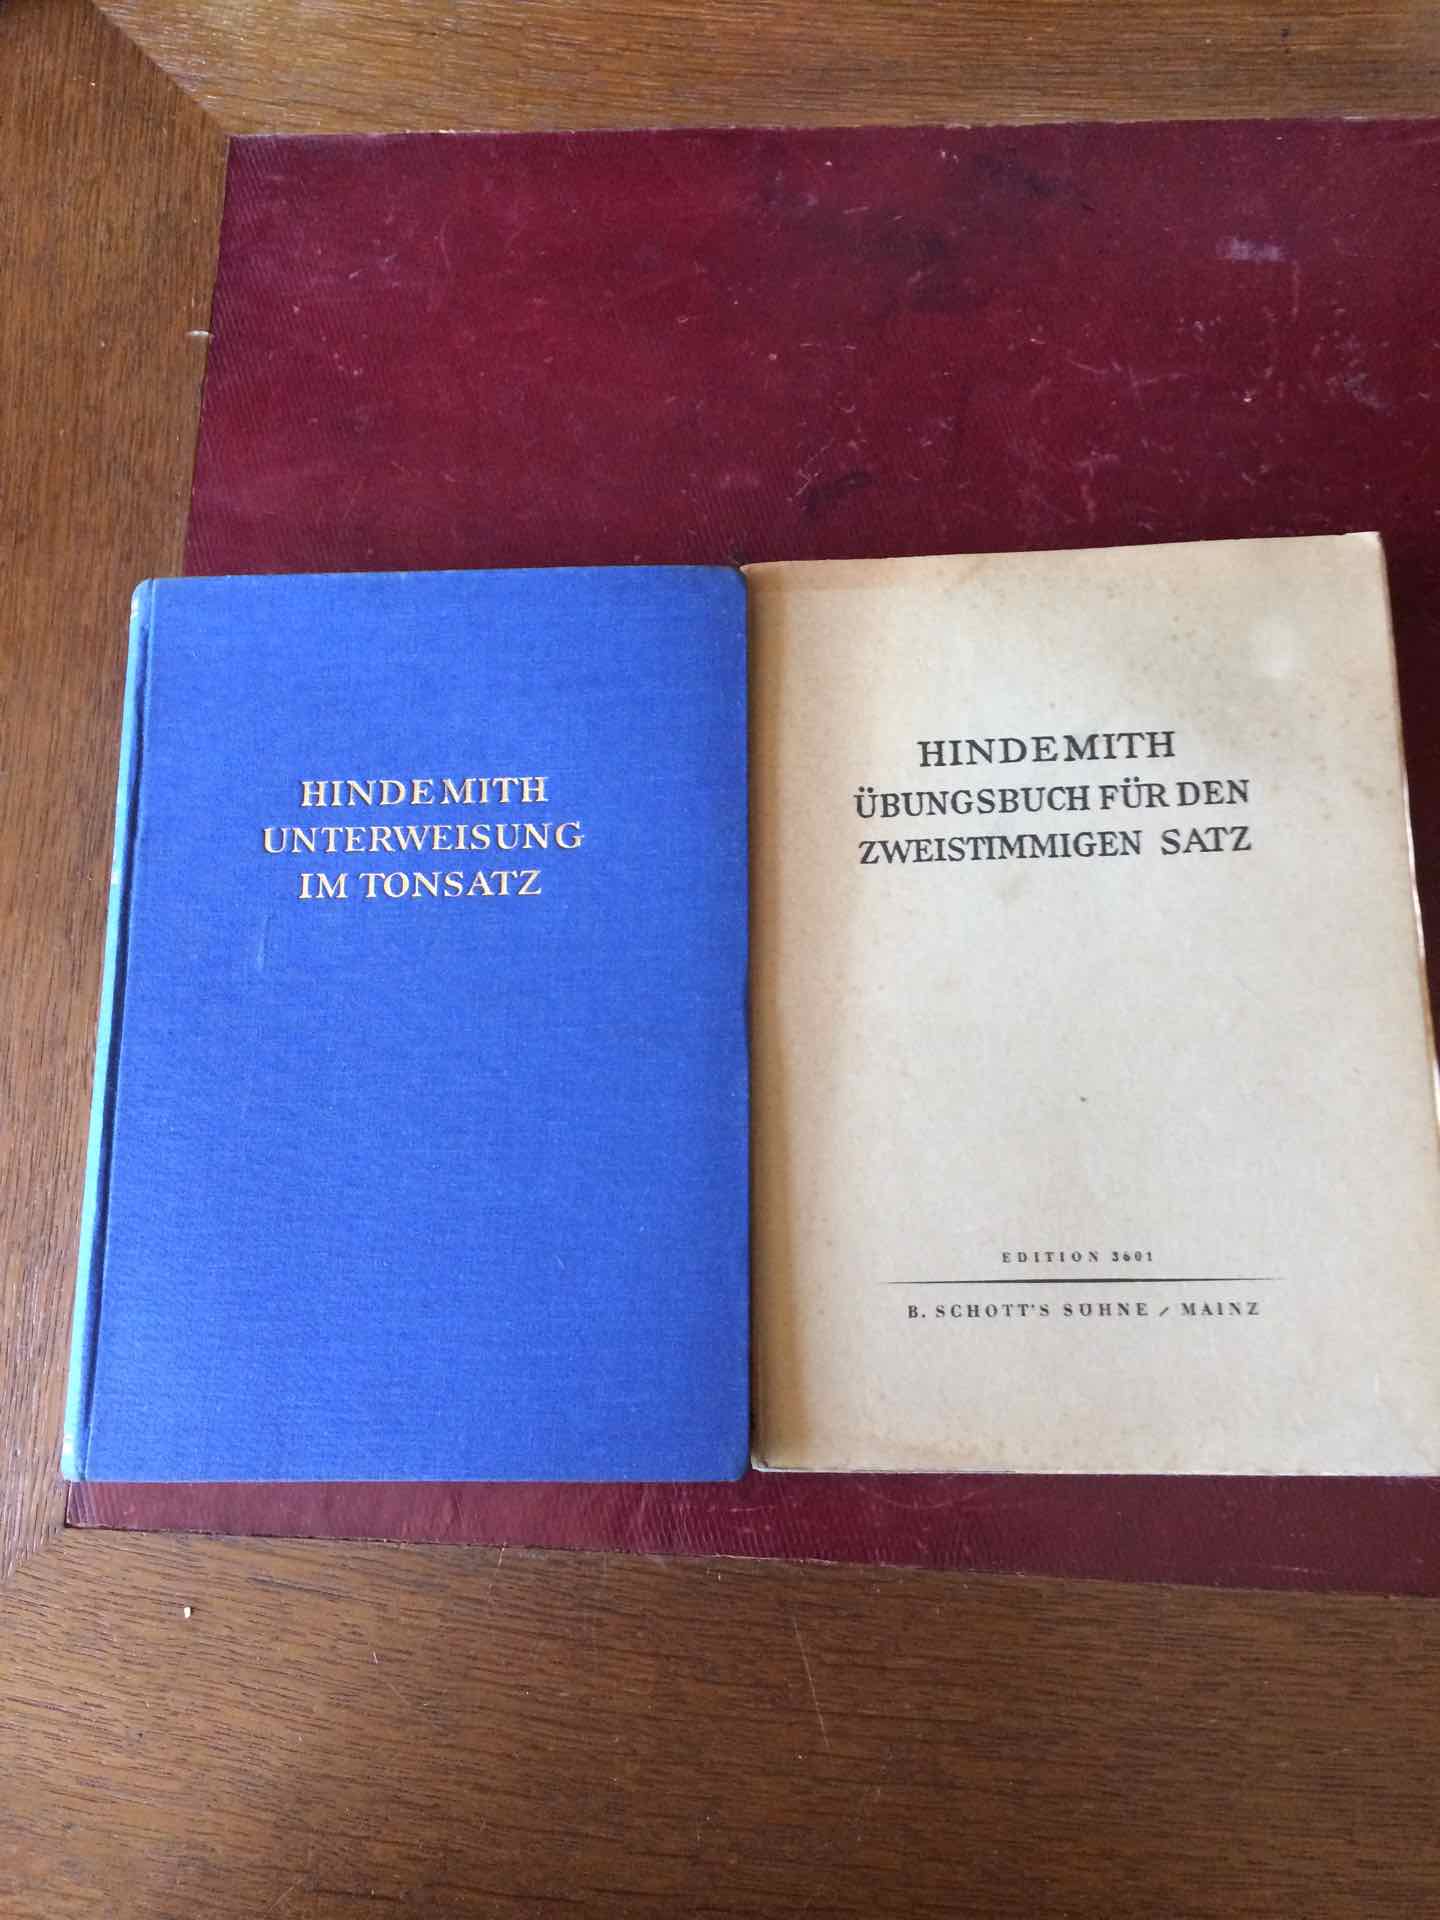 HINDEMITH
UNTERWEISUNG
IM TONSATZ
HINDEMITH
ÜBUNGSBUCH FÜR DEN
ZWEISTIMMIGEN SATZ
EDITION 3601
B. SCHOTT'S SÖHNE / MAINZ